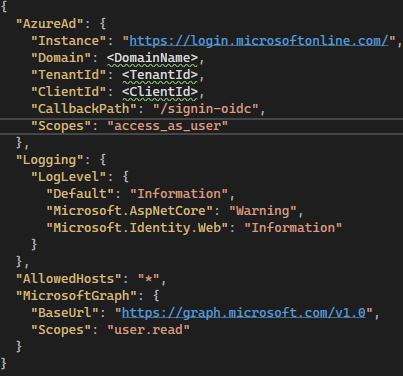 {
  "AzureAd": {
    "Instance": "https://login.microsoftonline.com/",
    "Domain": <DomainName>,
    "TenantId": <TenantId>,
    "ClientId": <ClientId>,
    "CallbackPath": "/signin-oidc",
    "Scopes": "access_as_user"
  },
  "Logging": {
    "LogLevel": {
      "Default": "Information",
      "Microsoft.AspNetCore": "Warning",
      "Microsoft.Identity.Web": "Information"
    }
  },
  "AllowedHosts": "*",
  "MicrosoftGraph": {
    "BaseUrl": "https://graph.microsoft.com/v1.0",
    "Scopes": "user.read"
  }
}